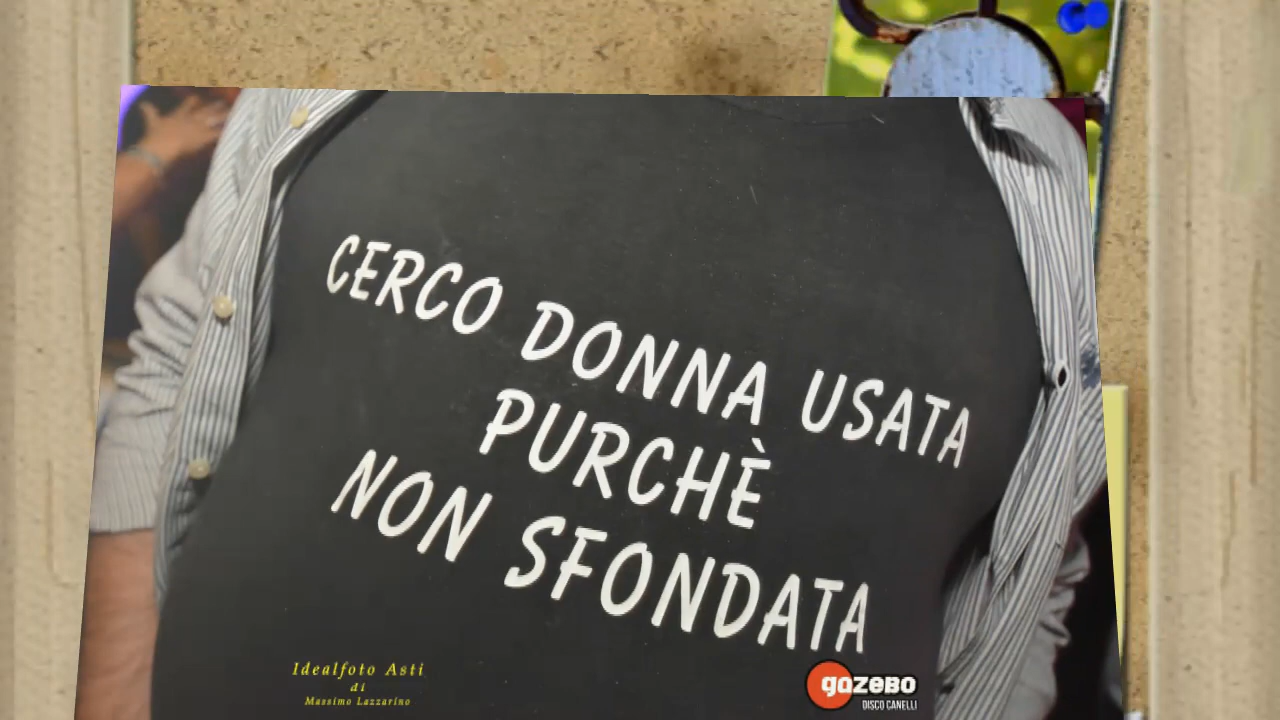 CERCO DONNA USATA
PURCHÈ
NON SFONDATA
Idealfoto Asti
di
Massimo Lazzarino
gazebo
DISCO CANELLI